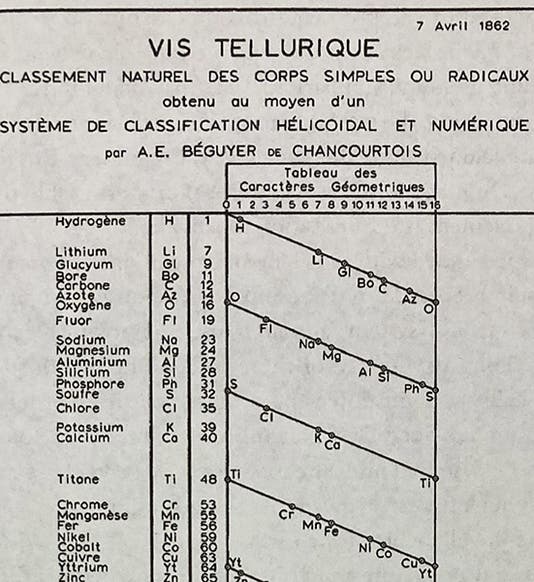 7 Avril 1862
VIS TELLURIQUE
CLASSEMENT NATUREL DES CORPS SIMPLES OU RADICAUX
obtenu au moyen d'un
SYSTÈME DE CLASSIFICATION HÉLICOIDAL ET NUMÉRIQUE
par A.E. BÉGUYER DE CHANCOURTOIS
Tableau des
Caractères Géometriques
0 1 2 3 4 5 6 7 8 9 10 11 12 13 14 15 16
Hydrogène H 1 H
Lithium Li 7 Li
Glucyum Gl 9 Gl
Bore Bo 11 Bo
Carbone C 12 C
Azote Az 14 Az
Oxygène O 16 O O
Fluor Fl 19 Fl
Sodium Na 23 Na
Magnesium Mg 24 Mg
Aluminium Al 27 Al
Silicium Si 28 Si
Phosphore Ph 31 Ph
Soufre S 32 S S
Chlore Cl 35 Cl
Potassium K 39 K
Calcium Ca 40 Ca
Titane Ti 48 Ti Ti
Chrome Cr 53 Cr
Manganèse Mn 55 Mn
Fer Fe 56 Fe
Nikel Ni 59 Ni
Cobalt Co 60 Co
Cuivre Cu 63 Cu
Yttrium Yt 64 Yt Yt
Zinc Zn 65 Zn